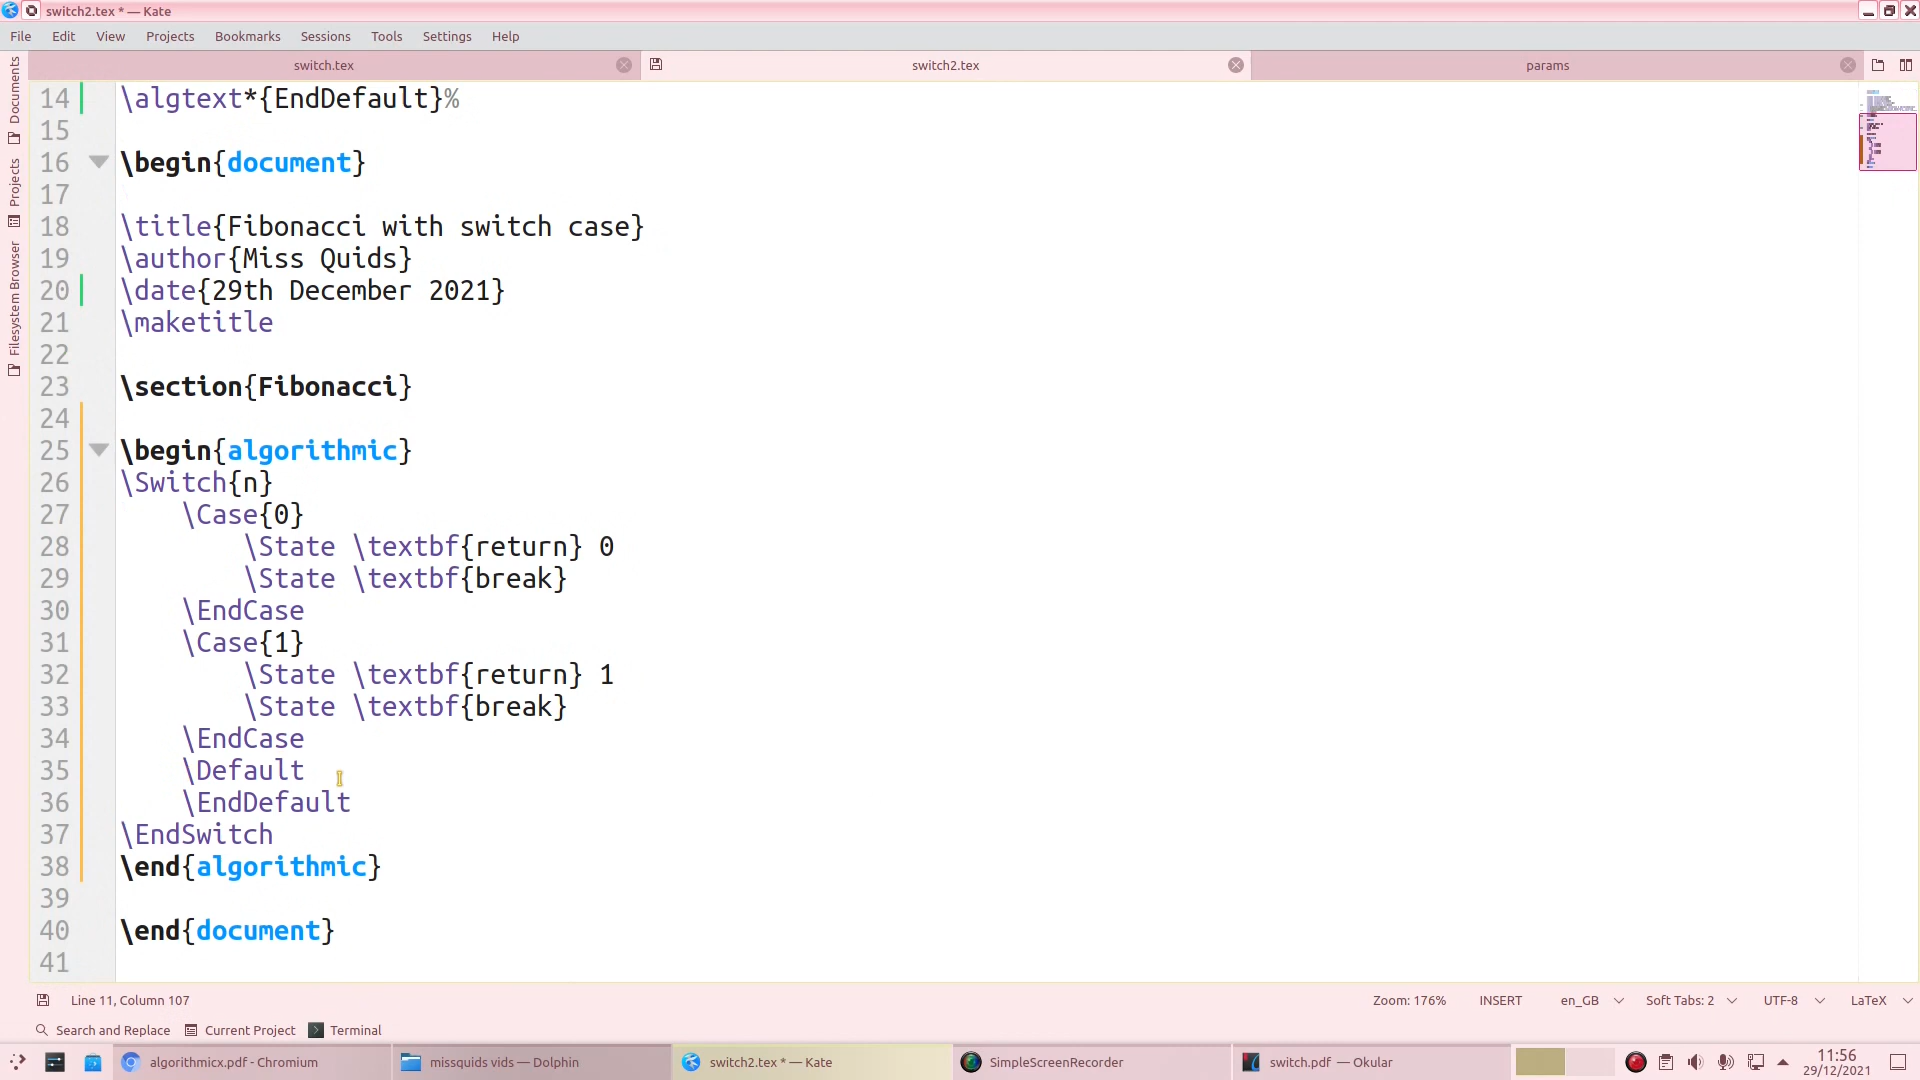 switch2.tex * — Kate
File Edit View Projects Bookmarks Sessions Tools Settings Help
switch.tex switch2.tex params
Documents
Projects
Filesystem Browser
14 \algtext*{EndDefault}%
15
16 \begin{document}
17
18 \title{Fibonacci with switch case}
19 \author{Miss Quids}
20 \date{29th December 2021}
21 \maketitle
22
23 \section{Fibonacci}
24
25 \begin{algorithmic}
26 \Switch{n}
27 \Case{0}
28 \State \textbf{return} 0
29 \State \textbf{break}
30 \EndCase
31 \Case{1}
32 \State \textbf{return} 1
33 \State \textbf{break}
34 \EndCase
35 \Default
36 \EndDefault
37 \EndSwitch
38 \end{algorithmic}
39
40 \end{document}
41
Line 11, Column 107 Zoom: 176% INSERT en_GB Soft Tabs: 2 UTF-8 LaTeX
Search and Replace Current Project Terminal
algorithmicx.pdf - Chromium missquids vids — Dolphin switch2.tex * — Kate SimpleScreenRecorder switch.pdf — Okular 11:56
29/12/2021